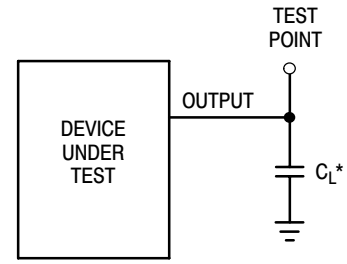 TEST
POINT
OUTPUT
DEVICE
UNDER
TEST
C_L*